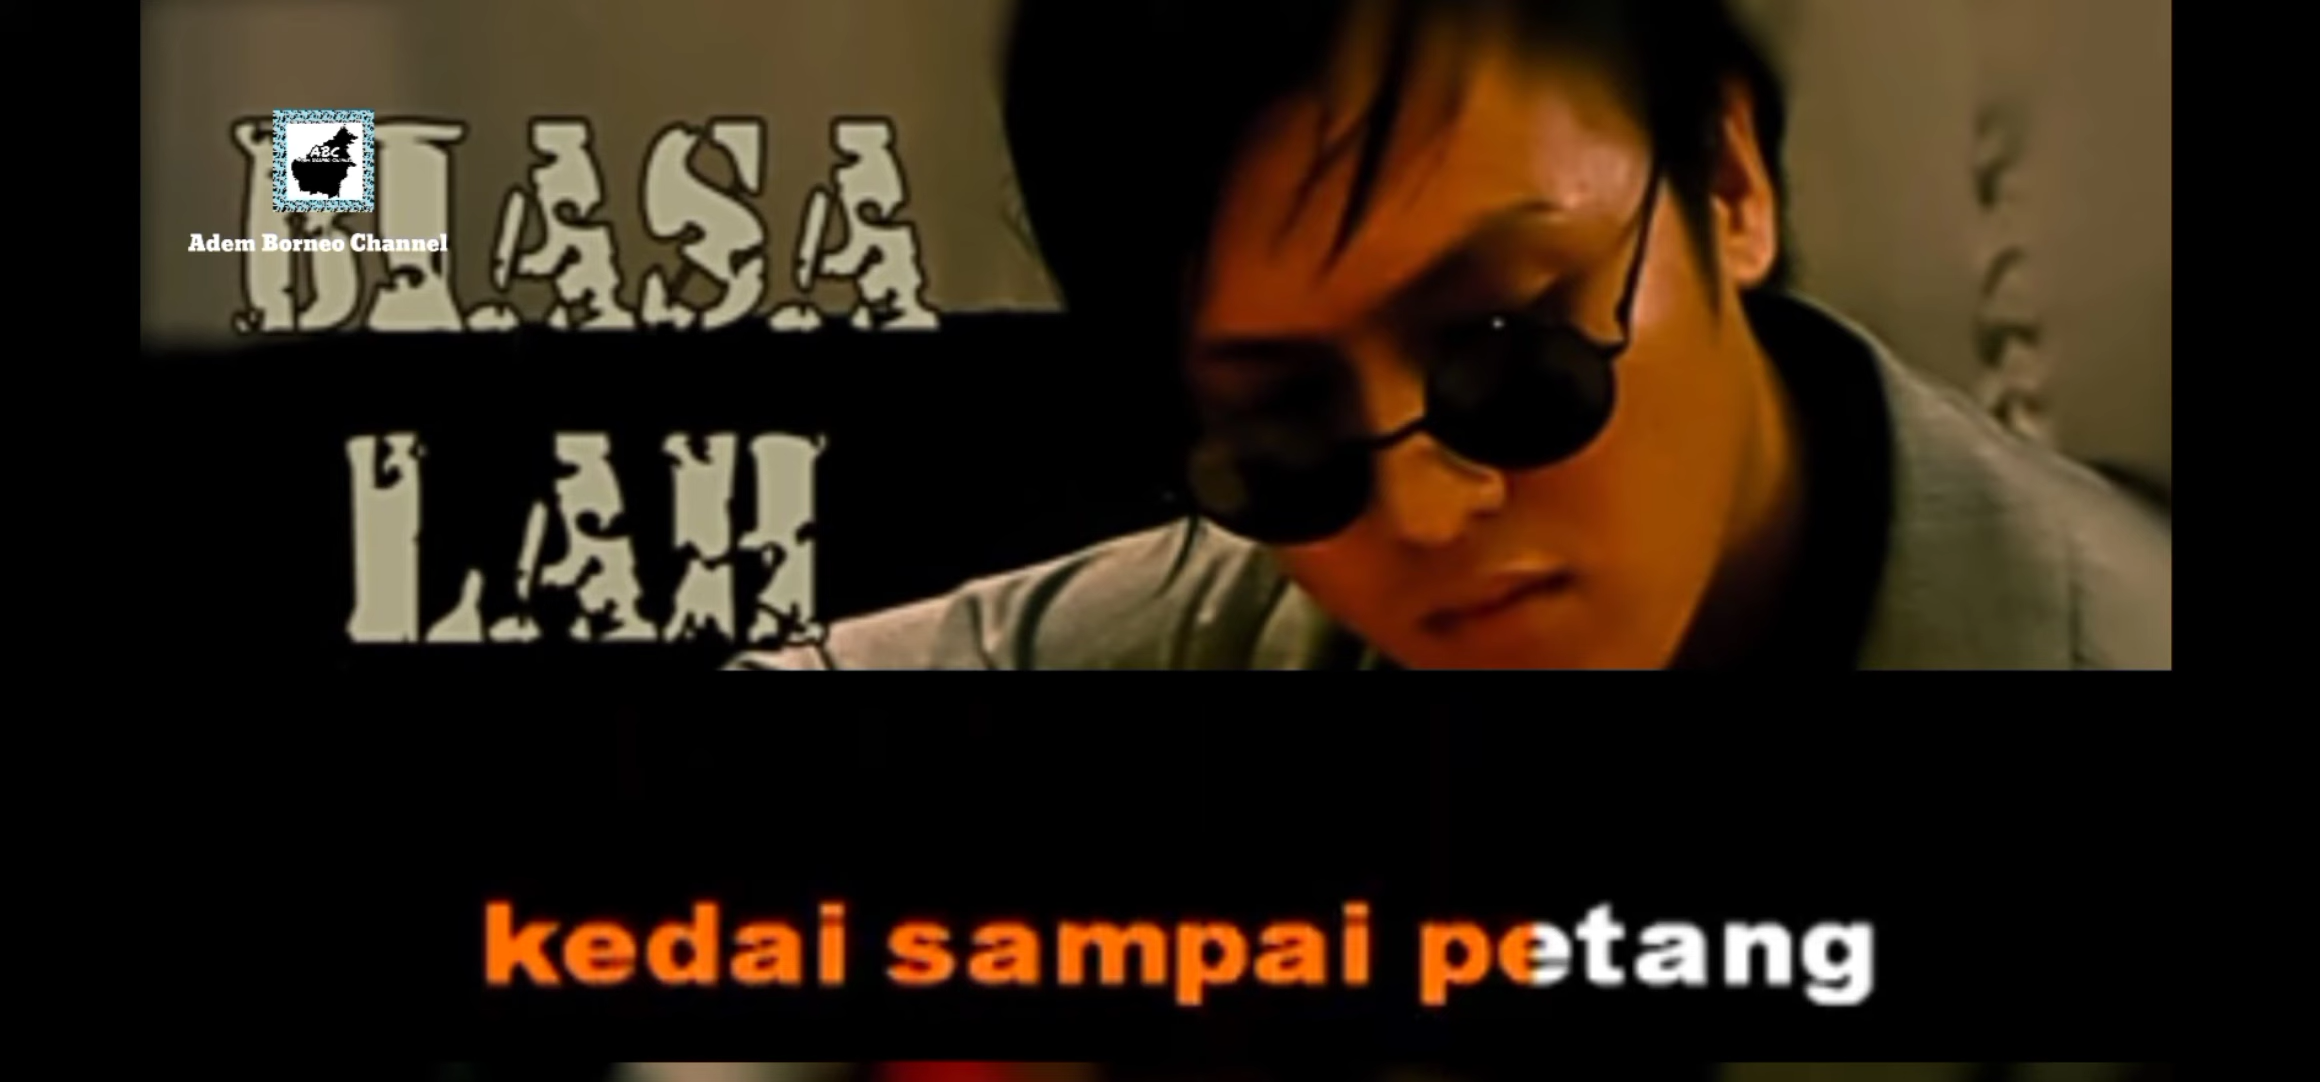 BIASA
ABC
Adem Borneo Channel
LAH
kedai sampai petang